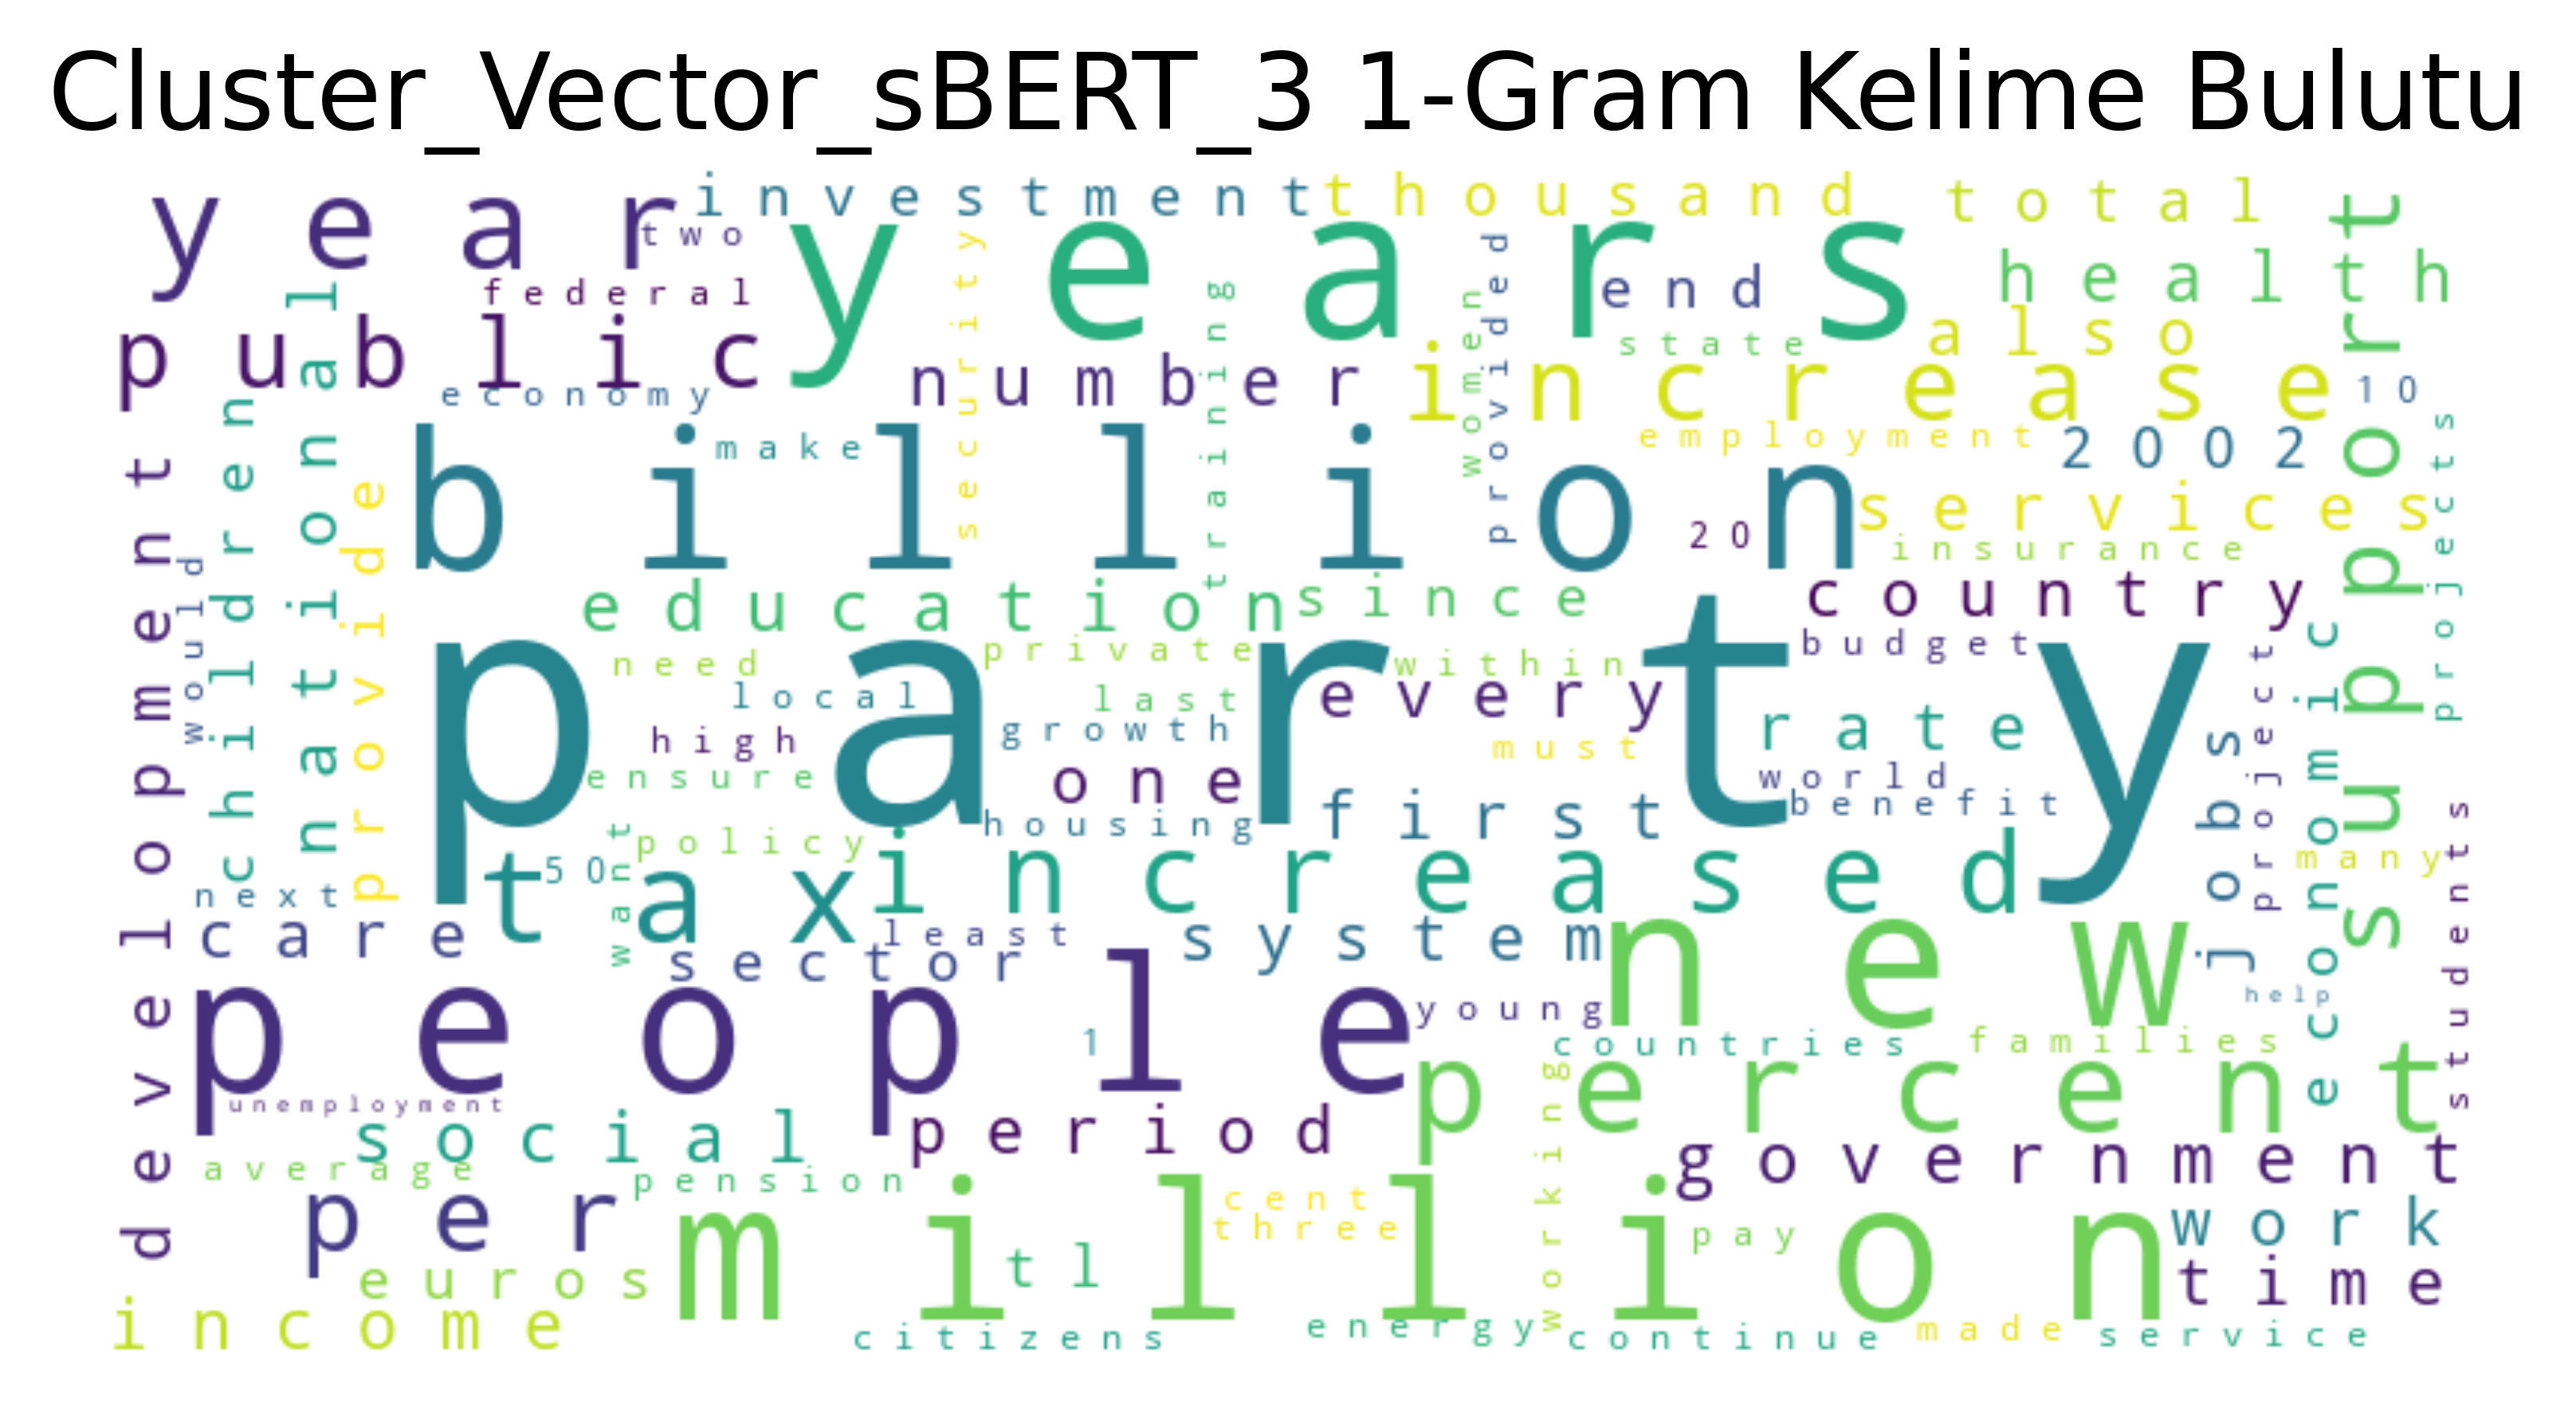 Cluster_Vector_sBERT_3 1-Gram Kelime Bulutu
year
investment
thousand
total
two
years
security
provided
support
federal
national
training
women
end
health
public
state
also
economy
number
increase
10
children
make
employment
2002
projects
development
provide
billion
20
services
insurance
would
education
since
country
party
need
private
within
budget
economic
project
local
last
every
high
growth
must
rate
jobs
ensure
one
world
benefit
housing
first
students
want
policy
increased
many
next
50
tax
care
least
system
new
sector
people
young
help
1
countries
families
unemployment
working
percent
social
period
government
average
pension
per
million
cent
three
work
pay
tl
euros
time
income
citizens
energy
continue
made
service